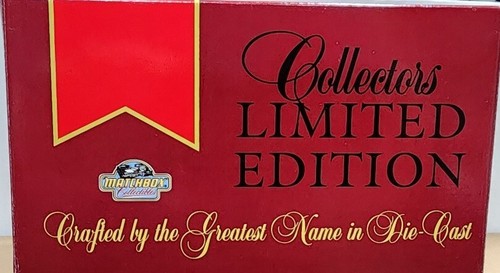 Collectors
LIMITED
EDITION
MATCHBOX
Collectibles
Crafted by the Greatest Name in Die-Cast